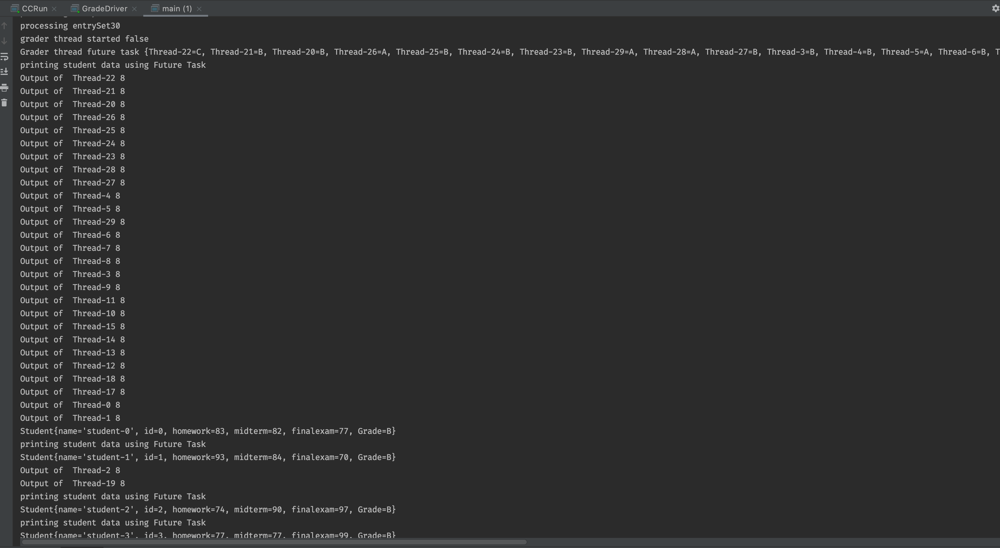 CCRun GradeDriver main (1)
processing entrySet30
grader thread started false
Grader thread future task {Thread-22=C, Thread-21=B, Thread-20=B, Thread-26=A, Thread-25=B, Thread-24=B, Thread-23=B, Thread-29=A, Thread-28=A, Thread-27=B, Thread-3=B, Thread-4=B, Thread-5=A, Thread-6=B, T
printing student data using Future Task
Output of  Thread-22 8
Output of  Thread-21 8
Output of  Thread-20 8
Output of  Thread-26 8
Output of  Thread-25 8
Output of  Thread-24 8
Output of  Thread-23 8
Output of  Thread-28 8
Output of  Thread-27 8
Output of  Thread-4 8
Output of  Thread-5 8
Output of  Thread-29 8
Output of  Thread-6 8
Output of  Thread-7 8
Output of  Thread-8 8
Output of  Thread-3 8
Output of  Thread-9 8
Output of  Thread-11 8
Output of  Thread-10 8
Output of  Thread-15 8
Output of  Thread-14 8
Output of  Thread-13 8
Output of  Thread-12 8
Output of  Thread-18 8
Output of  Thread-17 8
Output of  Thread-0 8
Output of  Thread-1 8
Student{name='student-0', id=0, homework=83, midterm=82, finalexam=77, Grade=B}
printing student data using Future Task
Student{name='student-1', id=1, homework=93, midterm=84, finalexam=70, Grade=B}
Output of  Thread-2 8
Output of  Thread-19 8
printing student data using Future Task
Student{name='student-2', id=2, homework=74, midterm=90, finalexam=97, Grade=B}
printing student data using Future Task
Student{name='student-3', id=3, homework=77, midterm=77, finalexam=99, Grade=B}